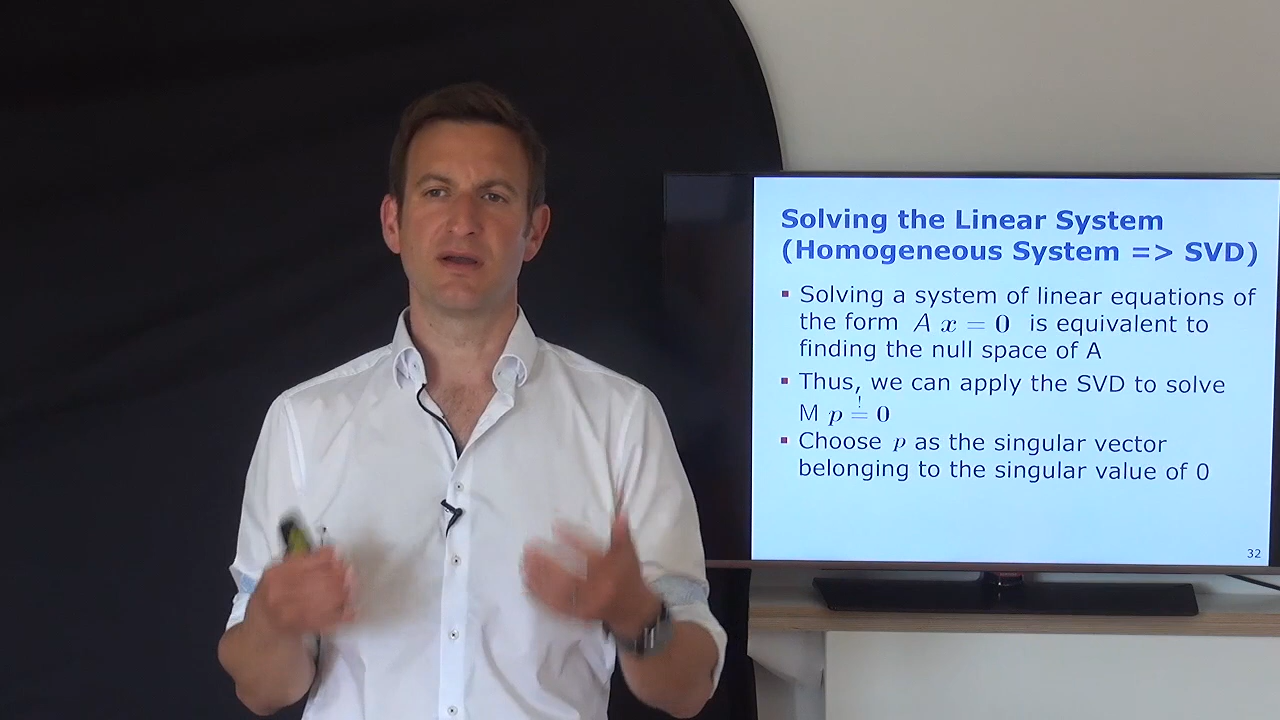 Solving the Linear System
(Homogeneous System => SVD)
▪ Solving a system of linear equations of
the form A x = 0 is equivalent to
finding the null space of A
▪ Thus, we can apply the SVD to solve
M p =! 0
▪ Choose p as the singular vector
belonging to the singular value of 0
32